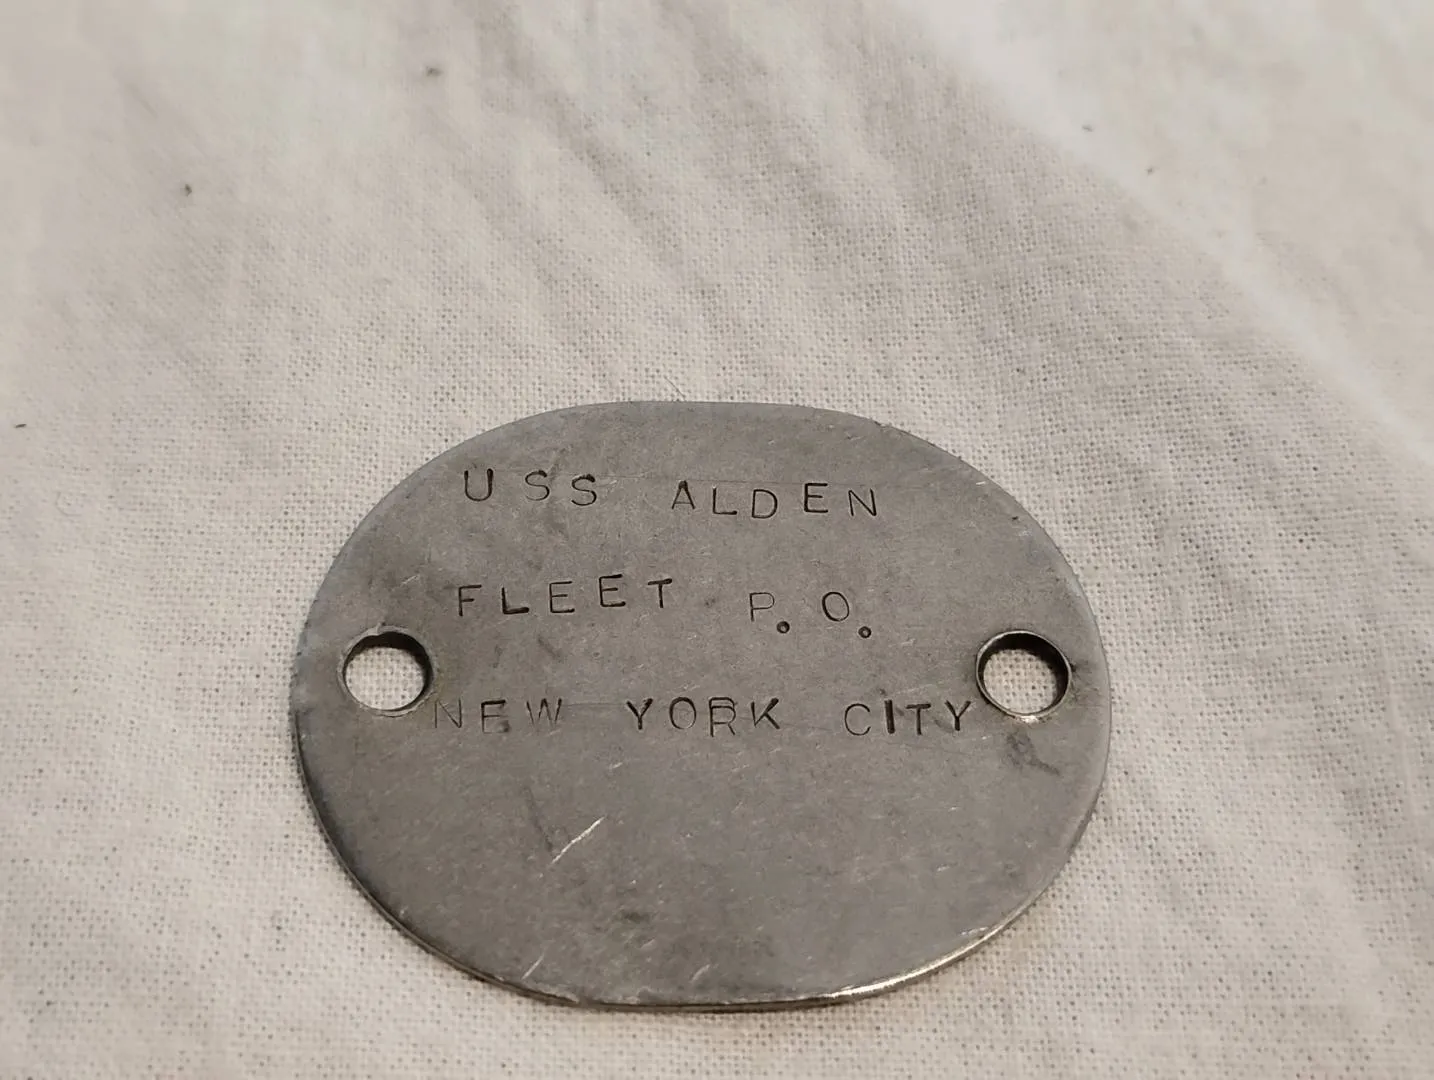 USS ALDEN
FLEET P.O.
NEW YORK CITY